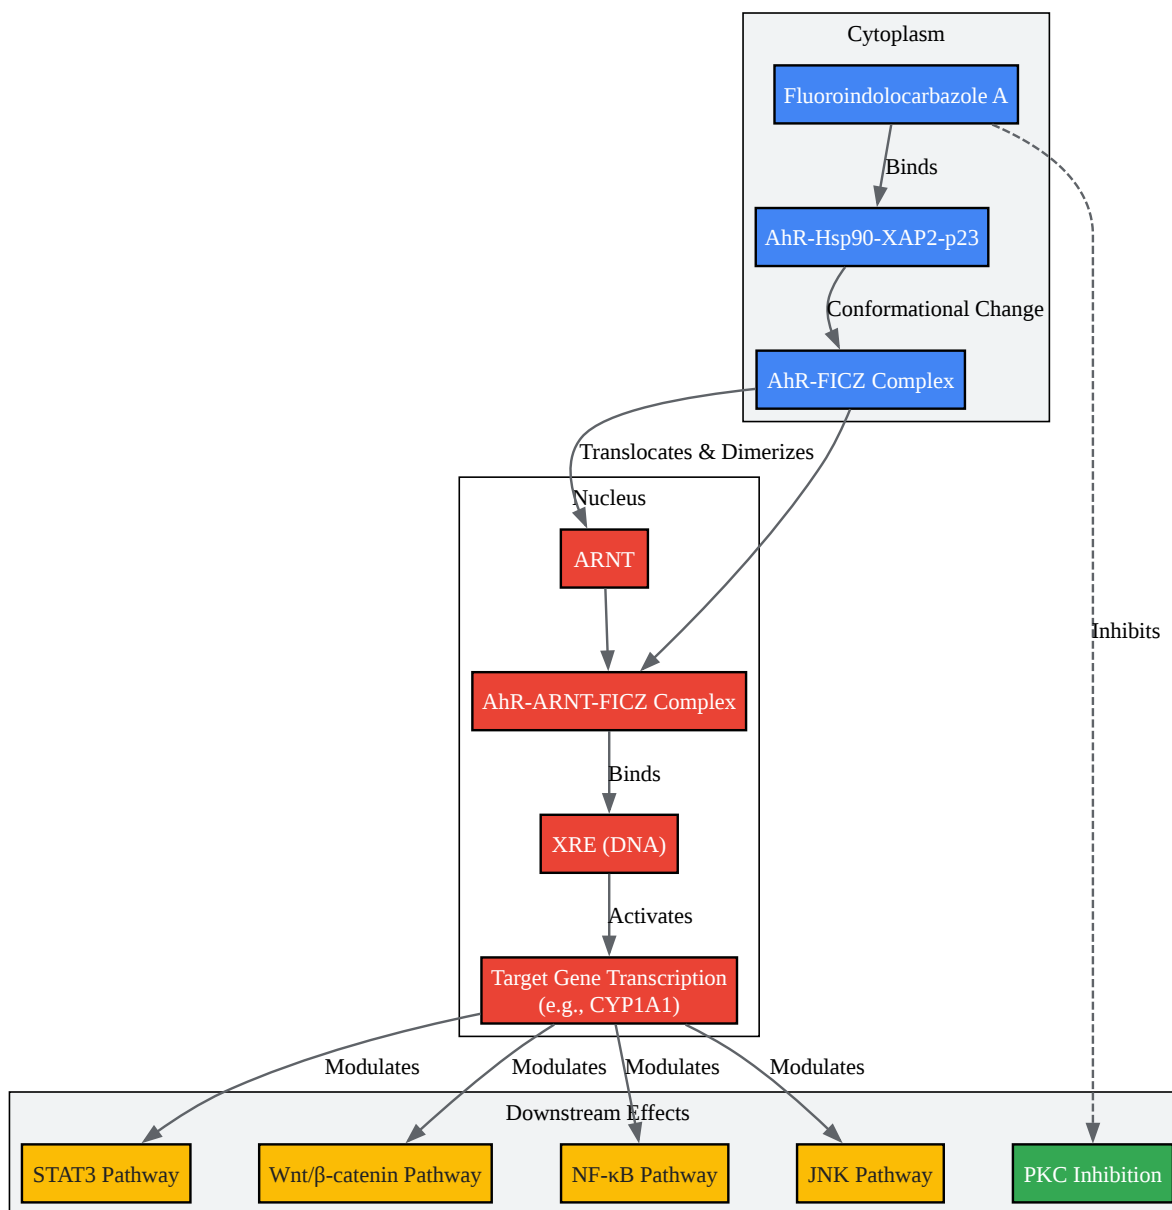 Cytoplasm
Fluoroindolocarbazole A
Binds
AhR-Hsp90-XAP2-p23
Conformational Change
AhR-FICZ Complex
Translocates & Dimerizes
Nucleus
ARNT
Inhibits
AhR-ARNT-FICZ Complex
Binds
XRE (DNA)
Activates
Target Gene Transcription
(e.g., CYP1A1)
Modulates
Modulates
Modulates
Modulates
Downstream Effects
STAT3 Pathway
Wnt/β-catenin Pathway
NF-κB Pathway
JNK Pathway
PKC Inhibition